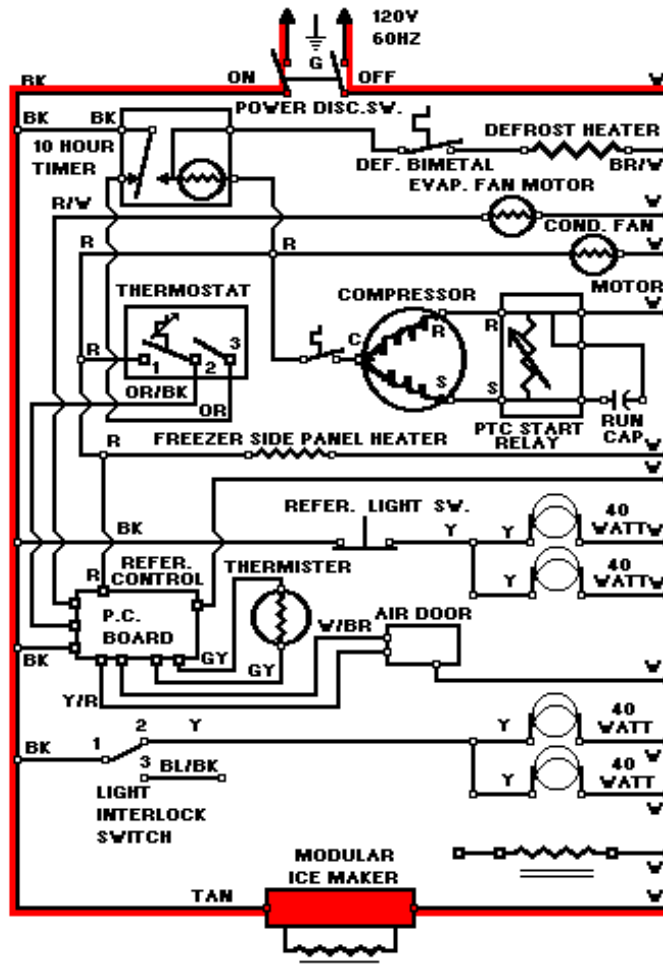 120V
60HZ
G
BK
ON
OFF
W
POWER DISC.SW.
BK
BK
10 HOUR
TIMER
DEFROST HEATER
DEF. BIMETAL
BR/W
EVAP. FAN MOTOR
R/W
W
COND. FAN
R
R
W
MOTOR
THERMOSTAT
COMPRESSOR
W
R
1
2
3
C
R
S
R
S
OR/BK
OR
PTC START
RELAY
RUN
CAP
R
FREEZER SIDE PANEL HEATER
W
W
REFER. LIGHT SW.
BK
Y
Y
40
WATT
W
Y
40
WATT
W
REFER.
CONTROL
R
THERMISTER
P.C.
BOARD
W/BR
AIR DOOR
BK
GY
GY
Y/R
W
BK
1
2
Y
Y
40
WATT
W
3
BL/BK
Y
40
WATT
W
LIGHT
INTERLOCK
SWITCH
W
MODULAR
ICE MAKER
W
TAN
W